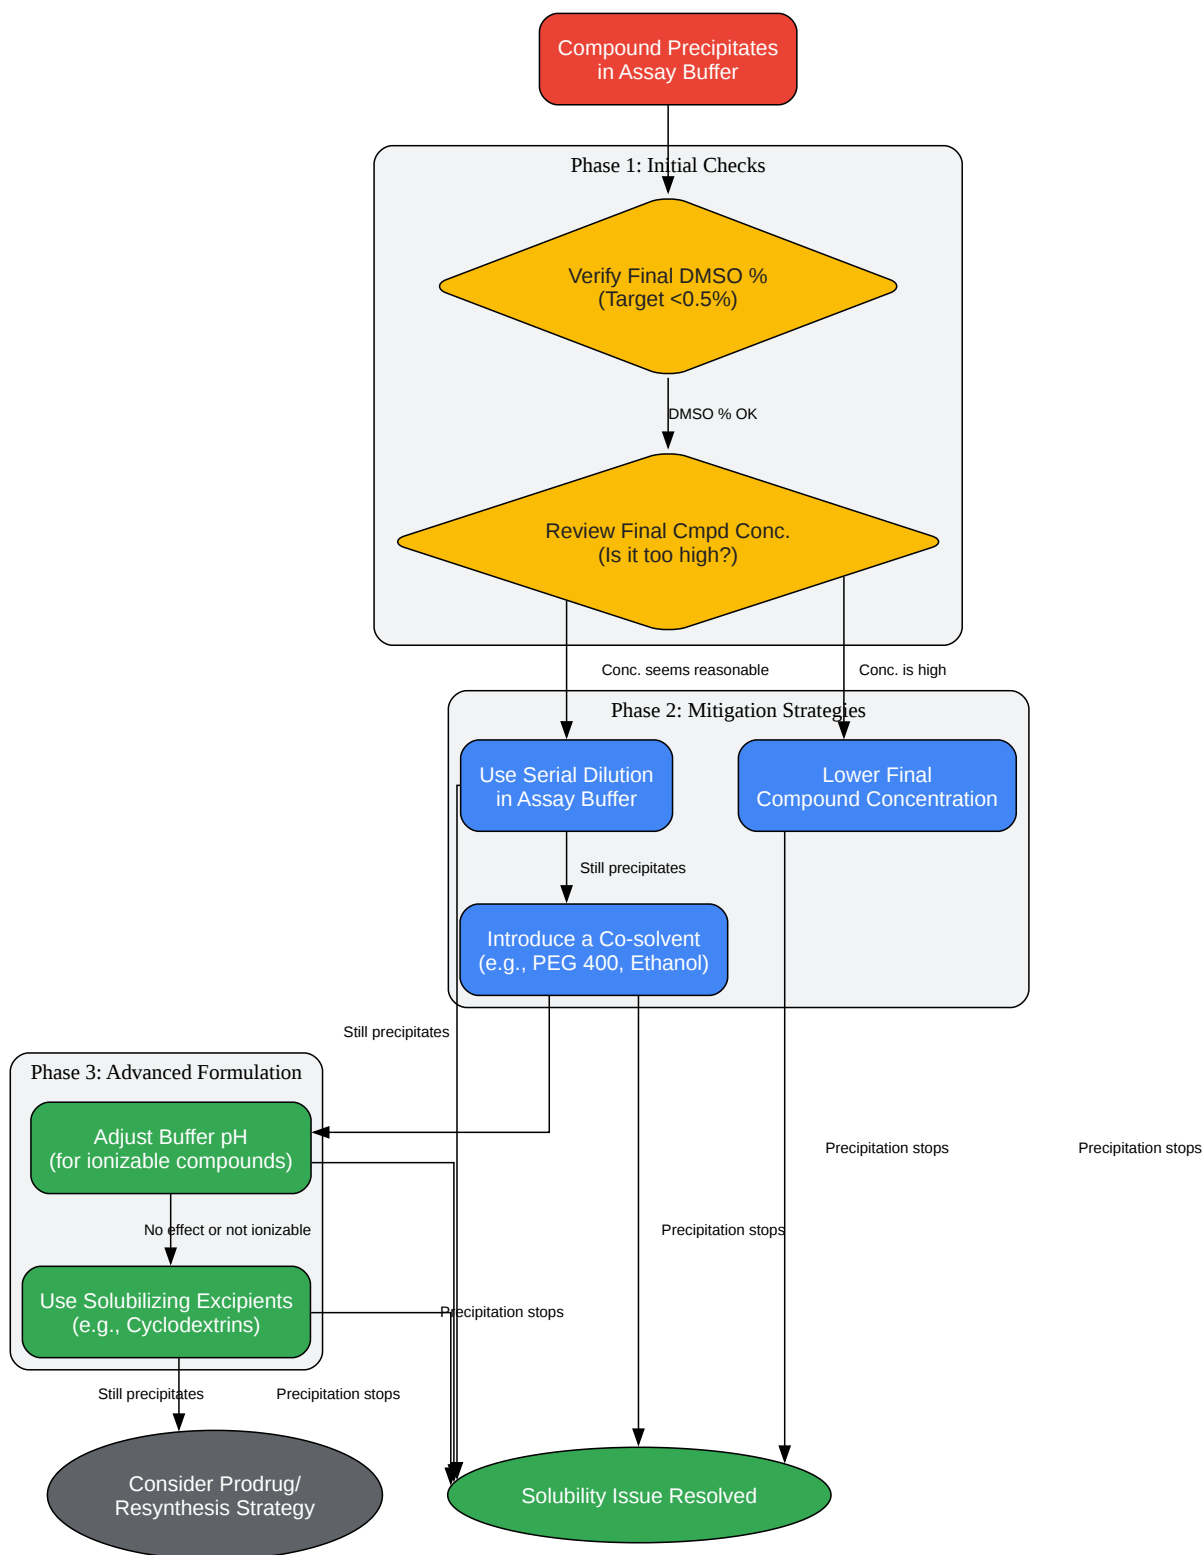 Compound Precipitates
in Assay Buffer
Phase 1: Initial Checks
Verify Final DMSO %
(Target <0.5%)
DMSO % OK
Review Final Cmpd Conc.
(Is it too high?)
Conc. seems reasonable
Conc. is high
Phase 2: Mitigation Strategies
Use Serial Dilution
in Assay Buffer
Lower Final
Compound Concentration
Still precipitates
Introduce a Co-solvent
(e.g., PEG 400, Ethanol)
Still precipitates
Phase 3: Advanced Formulation
Adjust Buffer pH
(for ionizable compounds)
Precipitation stops
Precipitation stops
No effect or not ionizable
Precipitation stops
Use Solubilizing Excipients
(e.g., Cyclodextrins)
Precipitation stops
Still precipitates
Precipitation stops
Consider Prodrug/
Resynthesis Strategy
Solubility Issue Resolved